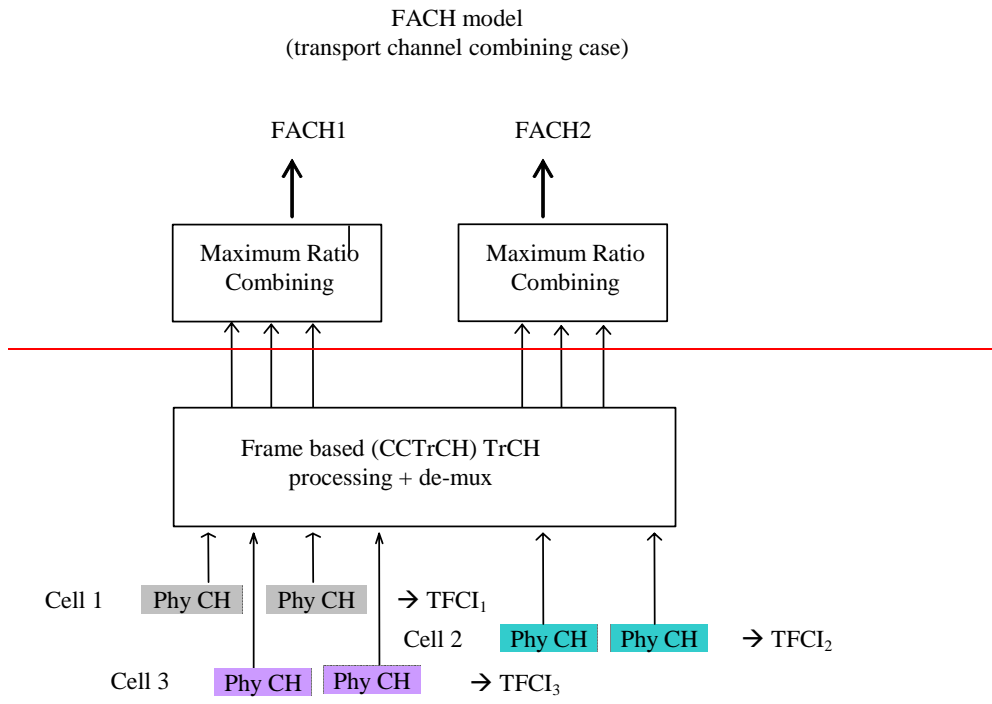 FACH model
(transport channel combining case)
FACH1 FACH2
Maximum Ratio Combining
Maximum Ratio Combining
Frame based (CCTrCH) TrCH
processing + de-mux
Cell 1 Phy CH Phy CH → TFCI₁
Cell 2 Phy CH Phy CH → TFCI₂
Cell 3 Phy CH Phy CH → TFCI₃